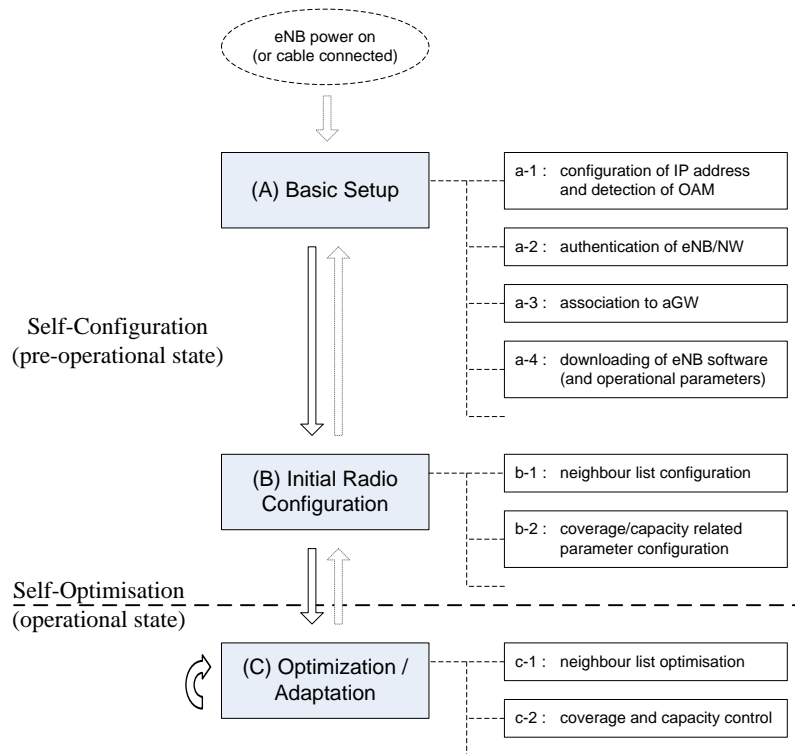 eNB power on
(or cable connected)
(A) Basic Setup
a-1 : configuration of IP address
and detection of OAM
a-2 : authentication of eNB/NW
a-3 : association to aGW
a-4 : downloading of eNB software
(and operational parameters)
Self-Configuration
(pre-operational state)
(B) Initial Radio
Configuration
b-1 : neighbour list configuration
b-2 : coverage/capacity related
parameter configuration
Self-Optimisation
(operational state)
(C) Optimization /
Adaptation
c-1 : neighbour list optimisation
c-2 : coverage and capacity control